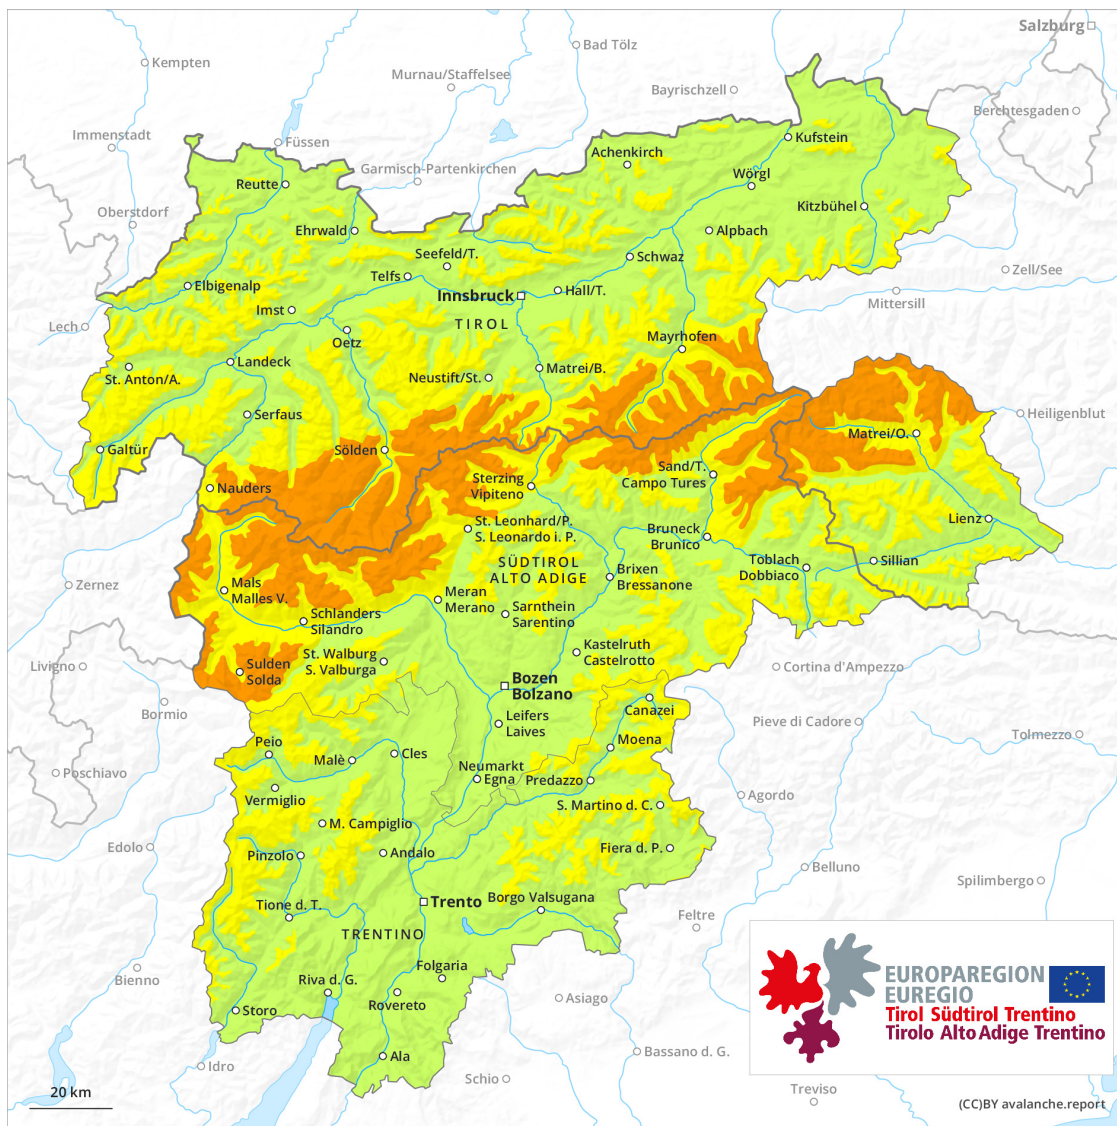 Salzburg
Bad Tölz
Kempten
Murnau/Staffelsee
Bayrischzell
Berchtesgaden
Immenstadt
Füssen
Kufstein
Achenkirch
Garmisch-Partenkirchen
Wörgl
Reutte
Oberstdorf
Kitzbühel
Ehrwald
Alpbach
Seefeld/T.
Schwaz
Telfs
Zell/See
Elbigenalp
Innsbruck
Hall/T.
Mittersill
Imst
TIROL
Lech
Oetz
Mayrhofen
Landeck
Matrei/B.
St. Anton/A.
Neustift/St.
Serfaus
Heiligenblut
Matrei/O.
Galtür
Sölden
Sterzing
Vipiteno
Sand/T.
Campo Tures
Nauders
Lienz
St. Leonhard/P.
S. Leonardo i. P.
Bruneck
Brunico
SÜDTIROL
ALTO ADIGE
Toblach
Dobbiaco
Sillian
Zernez
Mals
Malles V.
Brixen
Bressanone
Meran
Merano
Sarnthein
Sarentino
Schlanders
Silandro
Kastelruth
Castelrotto
Livigno
Sulden
Solda
St. Walburg
S. Valburga
Cortina d'Ampezzo
Bozen
Bolzano
Bormio
Canazei
Leifers
Laives
Pieve di Cadore
Tolmezzo
Peio
Moena
Malè
Cles
Poschiavo
Neumarkt
Egna
Predazzo
Vermiglio
Agordo
S. Martino d. C.
M. Campiglio
Edolo
Fiera d. P.
Pinzolo
Andalo
Belluno
Spilimbergo
Tione d. T.
Trento
Borgo Valsugana
Feltre
TRENTINO
Bienno
Folgaria
Riva d. G.
Rovereto
Asiago
Storo
EUROPAREGION
EUREGIO
Tirol Südtirol Trentino
Tirolo Alto Adige Trentino
Ala
Bassano d. G.
Idro
Schio
20 km
Treviso
(CC)BY avalanche.report